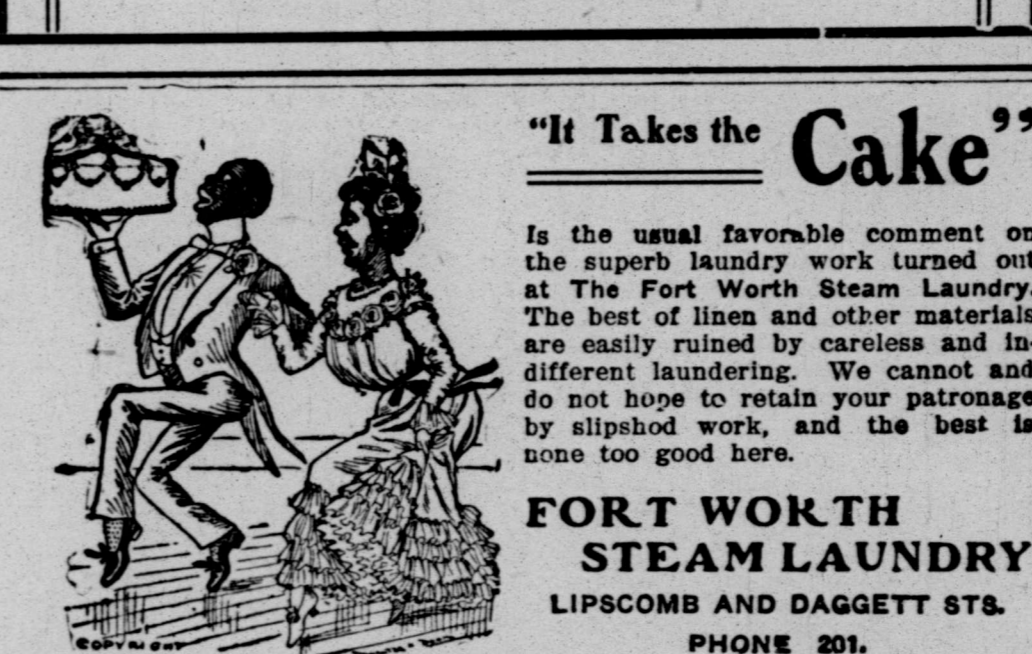 "It Takes the Cake"
Is the usual favorable comment on
the superb laundry work turned out
at The Fort Worth Steam Laundry.
The best of linen and other materials
are easily ruined by careless and in-
different laundering. We cannot and
do not hope to retain your patronage
by slipshod work, and the best is
none too good here.
FORT WORTH
STEAM LAUNDRY
LIPSCOMB AND DAGGETT STS.
PHONE 201.
COPYRIGHT